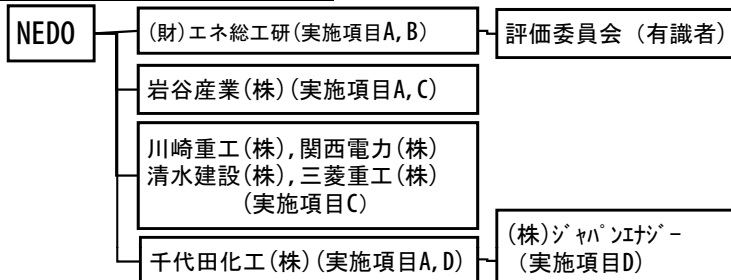 NEDO
(財)エネ総工研(実施項目A,B)
評価委員会（有識者）
岩谷産業(株)(実施項目A,C)
川崎重工(株),関西電力(株)
清水建設(株),三菱重工(株)
(実施項目C)
千代田化工(株)(実施項目A,D)
(株)ｼﾞｬﾊﾟﾝｴﾅｼﾞｰ
（実施項目D）